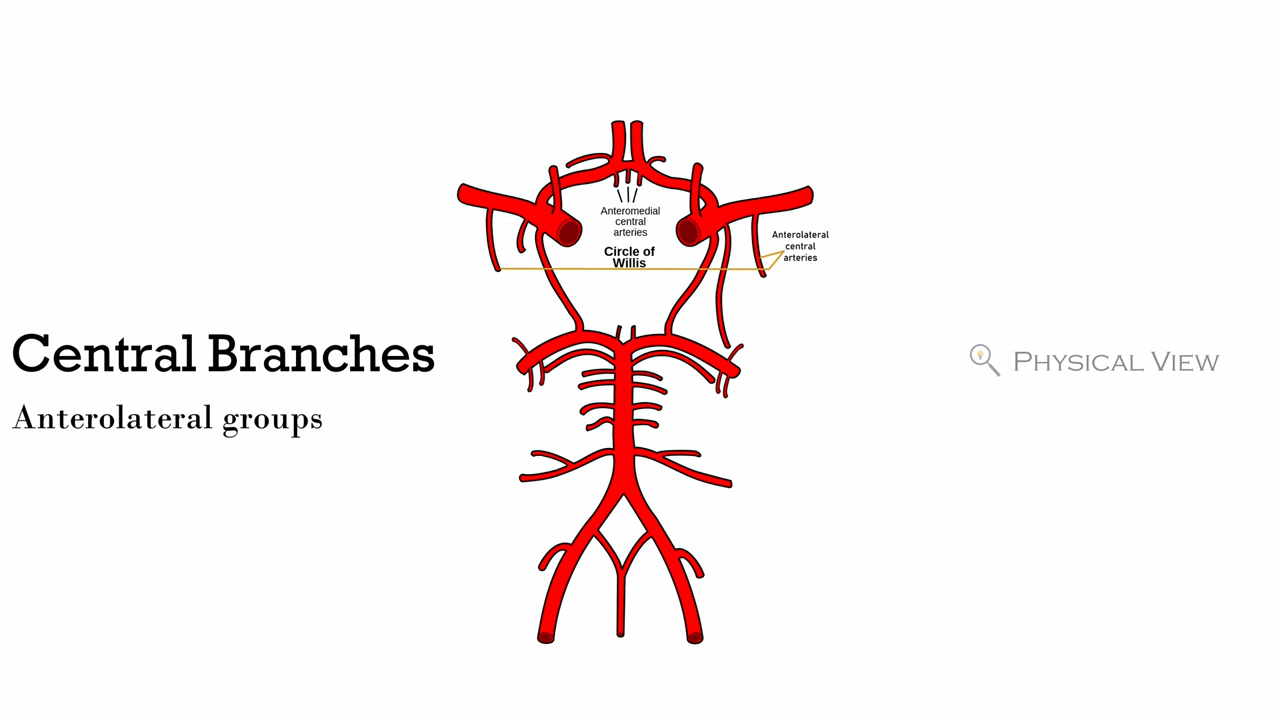 Anteromedial
central
arteries
Circle of
Willis
Anterolateral
central
arteries
Central Branches
Anterolateral groups
Physical View